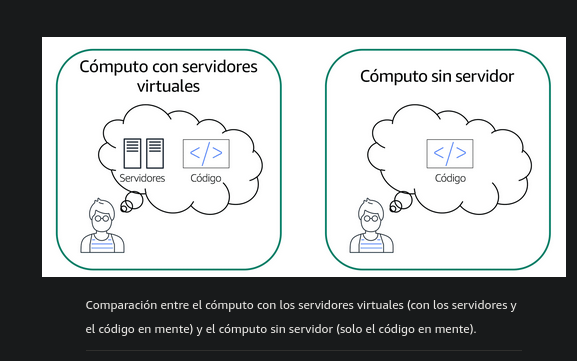 Cómputo con servidores
virtuales
Servidores
</>
Código
Cómputo sin servidor
</>
Código
Comparación entre el cómputo con los servidores virtuales (con los servidores y
el código en mente) y el cómputo sin servidor (solo el código en mente).